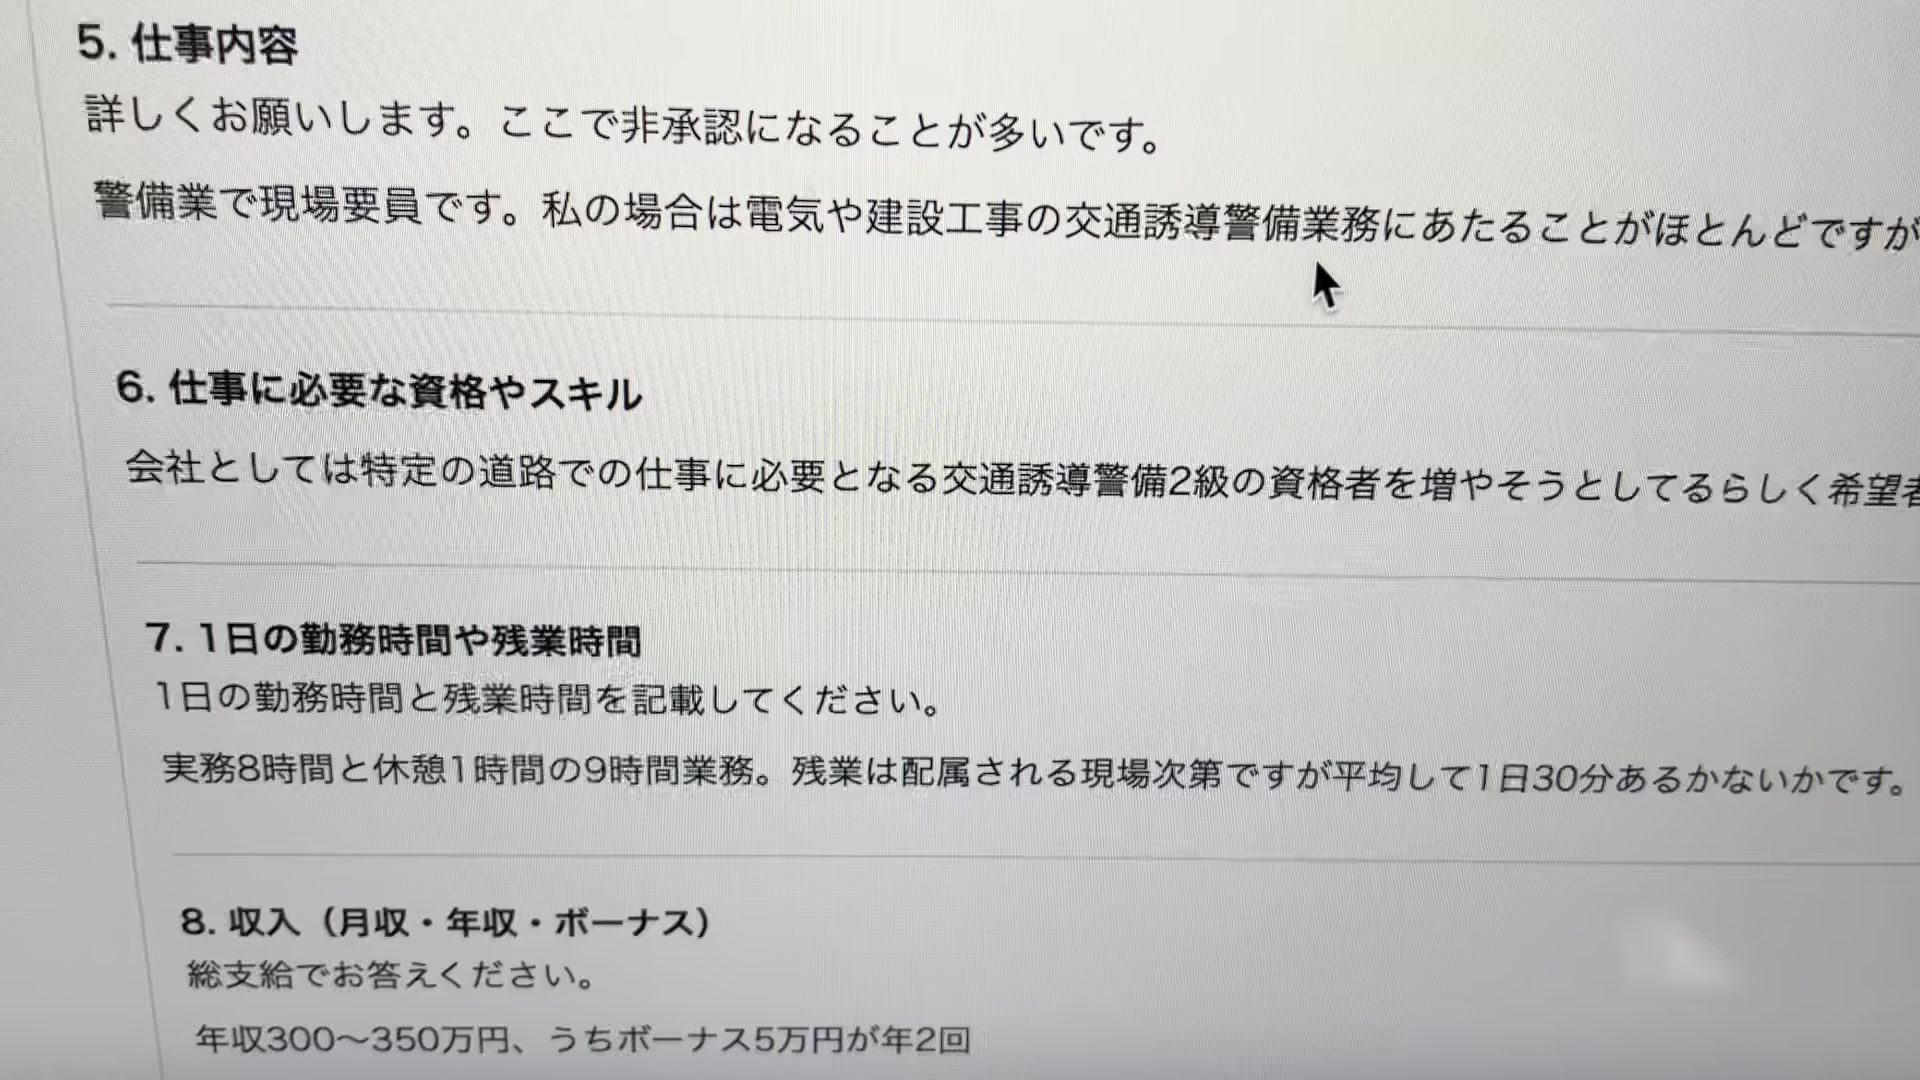 5. 仕事内容
詳しくお願いします。ここで非承認になることが多いです。
警備業で現場要員です。私の場合は電気や建設工事の交通誘導警備業務にあたることがほとんどですが
6. 仕事に必要な資格やスキル
会社としては特定の道路での仕事に必要となる交通誘導警備2級の資格者を増やそうとしてるらしく希望者
7. 1日の勤務時間や残業時間
1日の勤務時間と残業時間を記載してください。
実務8時間と休憩1時間の9時間業務。残業は配属される現場次第ですが平均して1日30分あるかないかです。
8. 収入（月収・年収・ボーナス）
総支給でお答えください。
年収300〜350万円、うちボーナス5万円が年2回